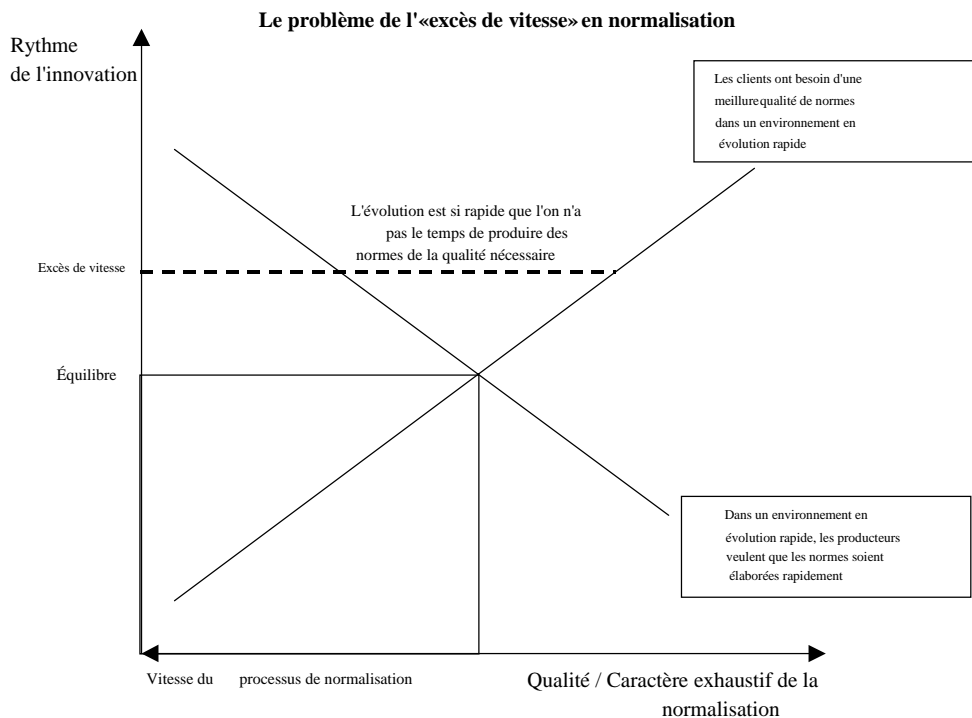 Le problème de l'«excès de vitesse» en normalisation
Rythme
de l'innovation
Les clients ont besoin d'une
meillure qualité de normes
dans un environnement en
évolution rapide
L'évolution est si rapide que l'on n'a
pas le temps de produire des
normes de la qualité nécessaire
Excès de vitesse
Équilibre
Dans un environnement en
évolution rapide, les producteurs
veulent que les normes soient
élaborées rapidement
Vitesse du processus de normalisation
Qualité / Caractère exhaustif de la
normalisation